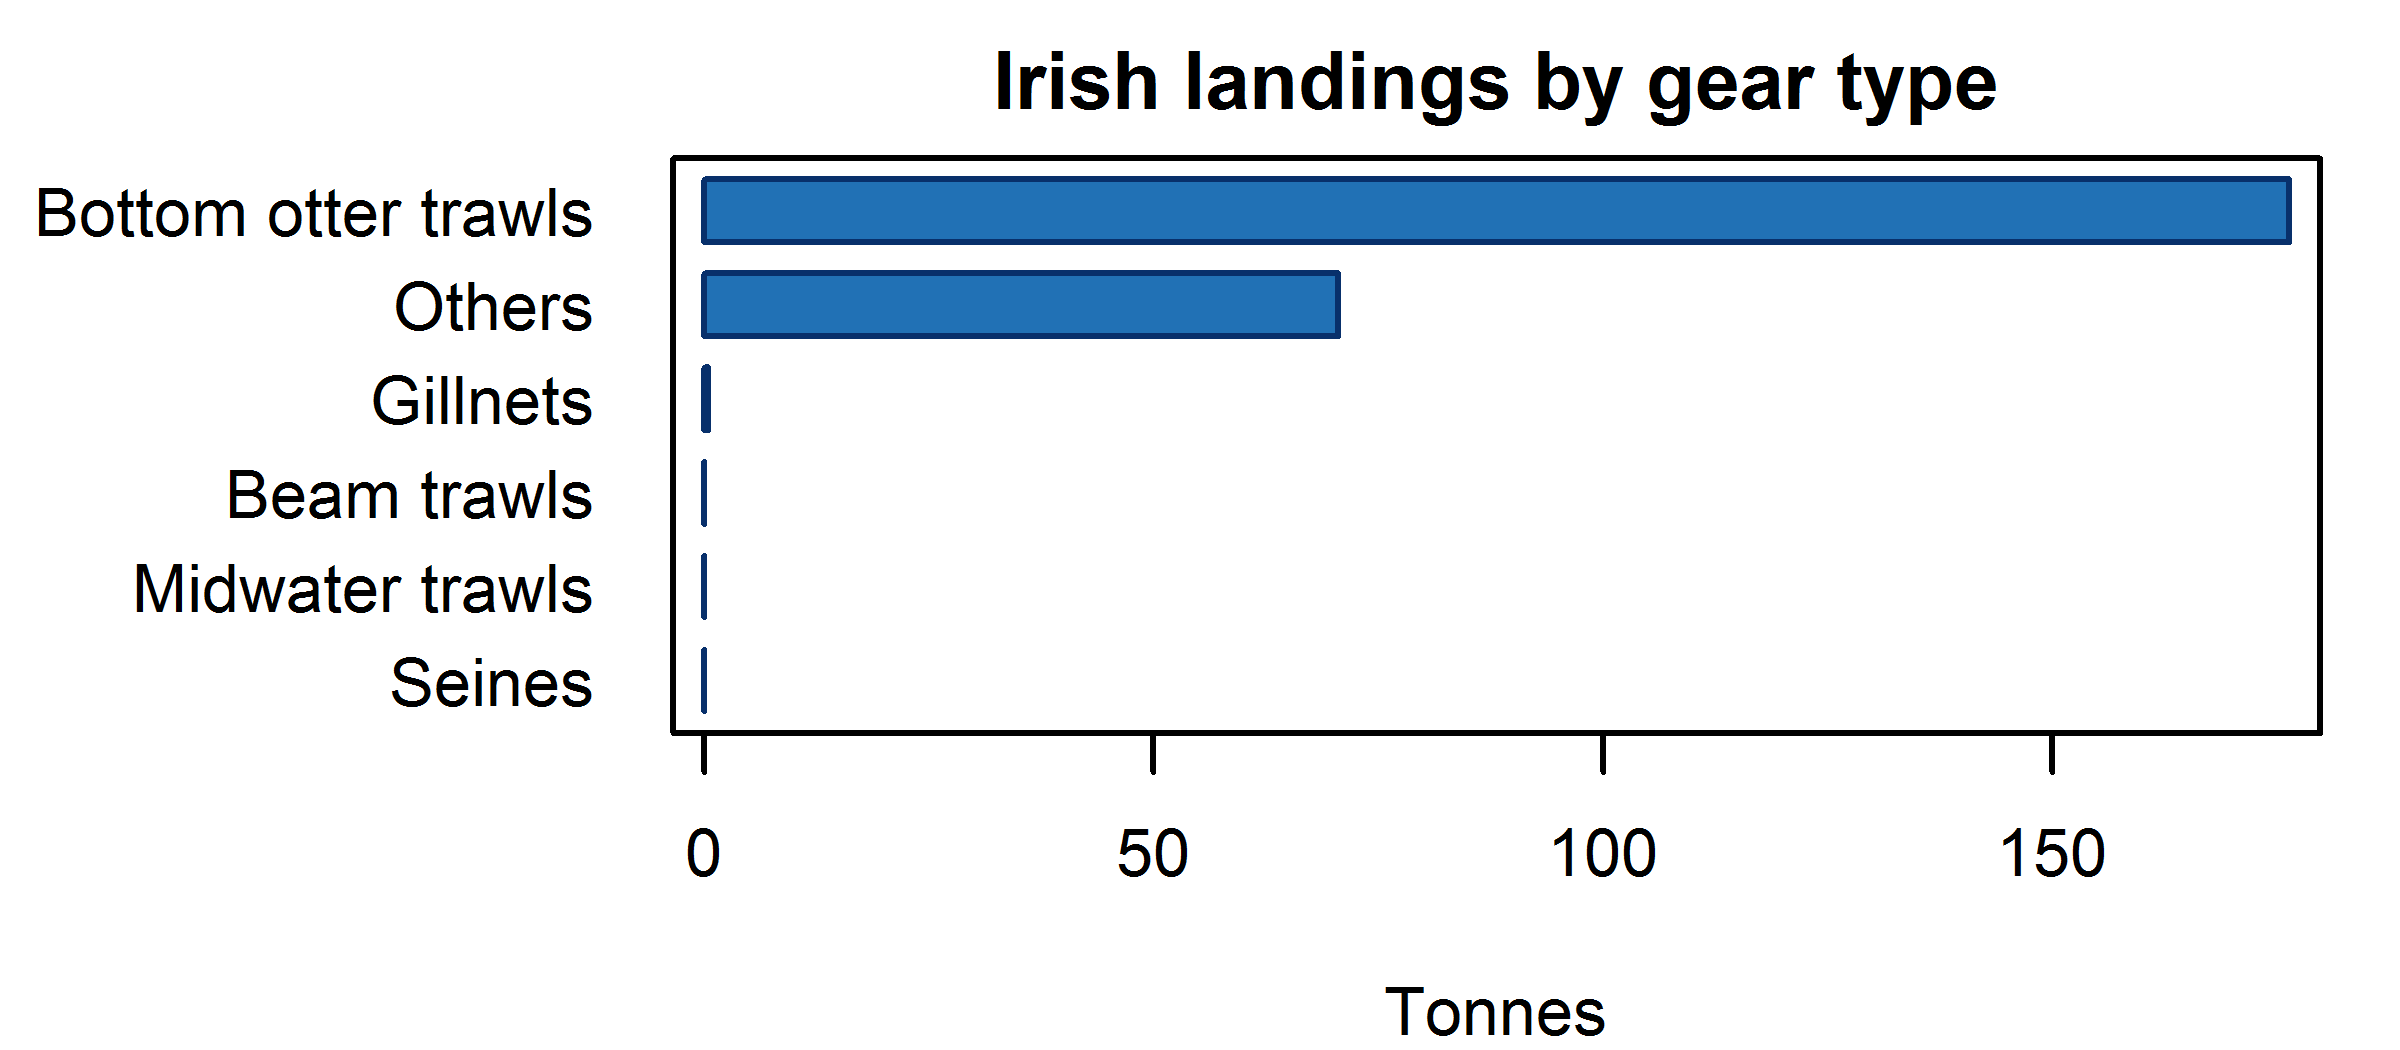 Irish landings by gear type
Bottom otter trawls
Others
Gillnets
Beam trawls
Midwater trawls
Seines
0 50 100 150
Tonnes